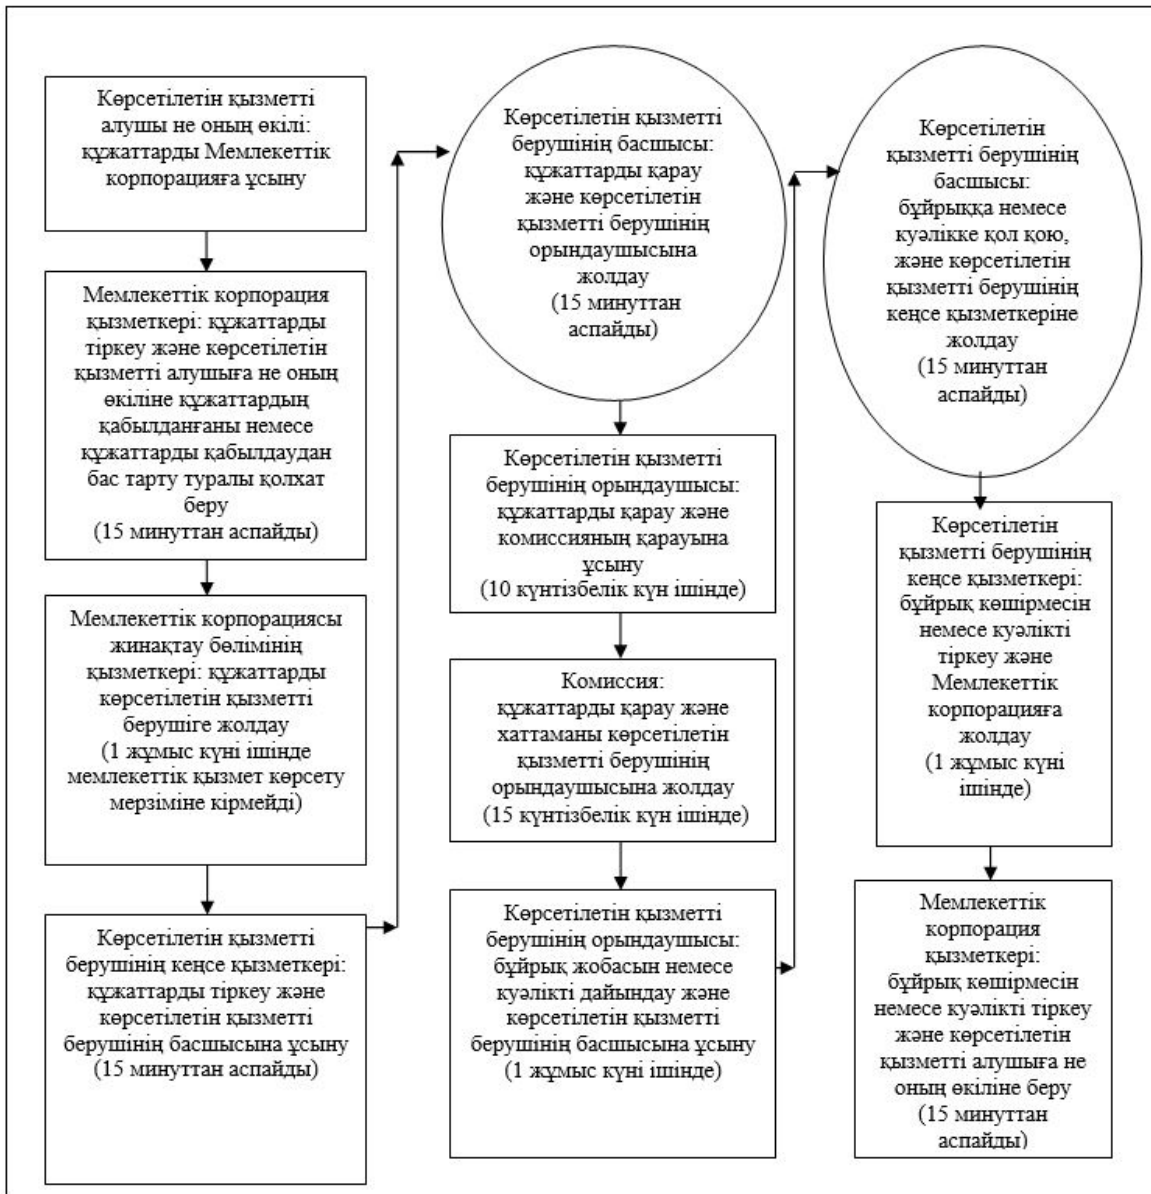 Көрсетілетін қызметті
алушы не оның өкілі:
құжаттарды Мемлекеттік
корпорацияға ұсыну
Мемлекеттік корпорация
қызметкері: құжаттарды
тіркеу және көрсетілетін
қызметті алушыға не оның
өкіліне құжаттардың
қабылданғаны немесе
құжаттарды қабылдаудан
бас тарту туралы қолхат
беру
(15 минуттан аспайды)
Мемлекеттік корпорациясы
жинақтау бөлімінің
қызметкері: құжаттарды
көрсетілетін қызметті
берушіге жолдау
(1 жұмыс күні ішінде
мемлекеттік қызмет көрсету
мерзіміне кірмейді)
Көрсетілетін қызметті
берушінің кеңсе қызметкері:
құжаттарды тіркеу және
көрсетілетін қызметті
берушінің басшысына ұсыну
(15 минуттан аспайды)
Көрсетілетін қызметті
берушінің басшысы:
құжаттарды қарау
және көрсетілетін
қызметті берушінің
орындаушысына
жолдау
(15 минуттан
аспайды)
Көрсетілетін қызметті
берушінің орындаушысы:
құжаттарды қарау және
комиссияның қарауына
ұсыну
(10 күнтізбелік күн ішінде)
Комиссия:
құжаттарды қарау және
хаттаманы көрсетілетін
қызметті берушінің
орындаушысына жолдау
(15 күнтізбелік күн ішінде)
Көрсетілетін қызметті
берушінің орындаушысы:
бұйрық жобасын немесе
куәлікті дайындау және
көрсетілетін қызметті
берушінің басшысына ұсыну
(1 жұмыс күні ішінде)
Көрсетілетін
қызметті берушінің
басшысы:
бұйрыққа немесе
куәлікке қол қою,
және көрсетілетін
қызметті берушінің
кеңсе қызметкеріне
жолдау
(15 минуттан
аспайды)
Көрсетілетін
қызметті берушінің
кеңсе қызметкері:
бұйрық көшірмесін
немесе куәлікті
тіркеу және
Мемлекеттік
корпорацияға
жолдау
(1 жұмыс күні
ішінде)
Мемлекеттік
корпорация
қызметкері:
бұйрық көшірмесін
немесе куәлікті тіркеу
және көрсетілетін
қызметті алушыға не
оның өкіліне беру
(15 минуттан
аспайды)